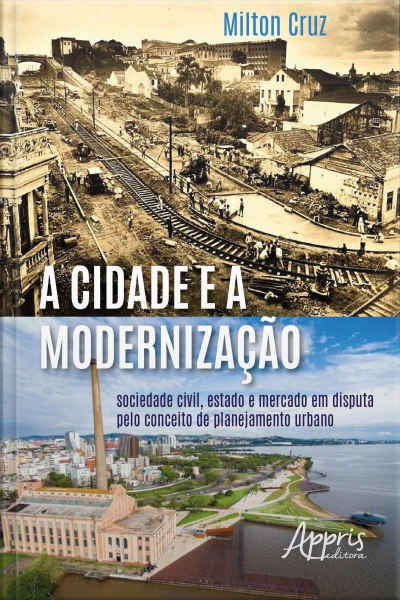 Milton Cruz
A CIDADE E A
MODERNIZAÇÃO
sociedade civil, estado e mercado em disputa
pelo conceito de planejamento urbano
Appris
editora